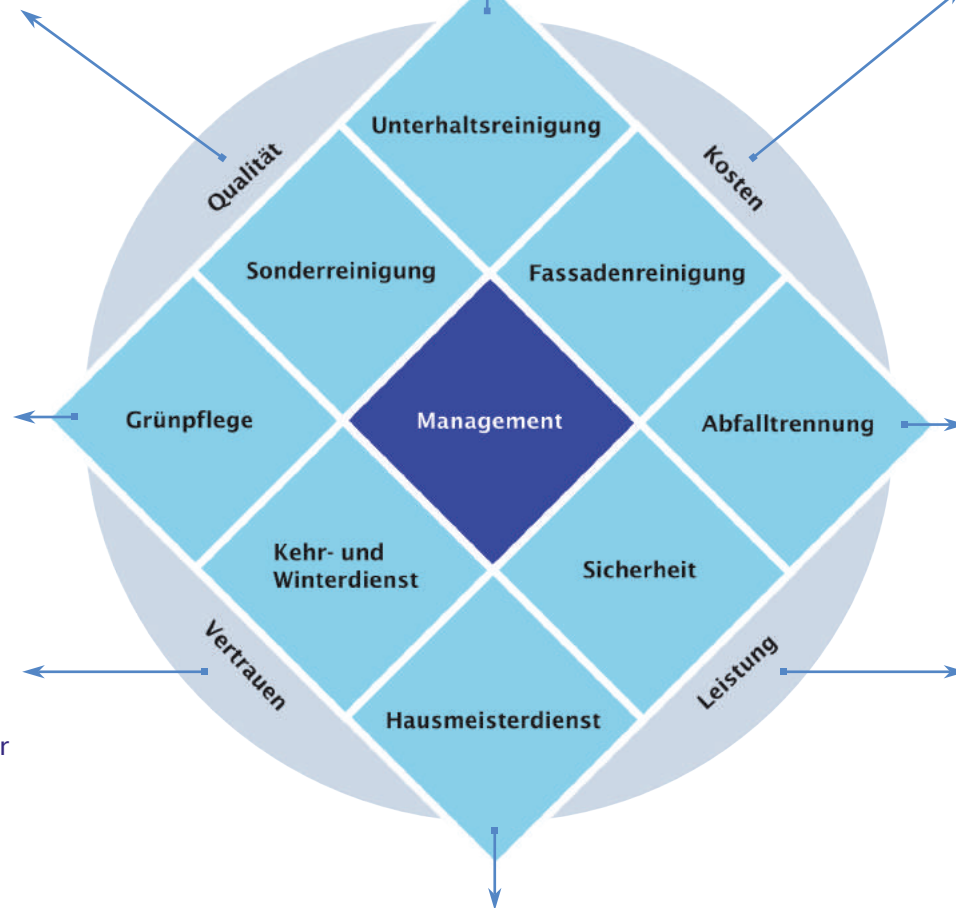 Unterhaltsreinigung
Qualität
Kosten
Sonderreinigung
Fassadenreinigung
Grünpflege
Management
Abfalltrennung
Kehr- und
Winterdienst
Sicherheit
Vertrauen
Leistung
Hausmeisterdienst
r